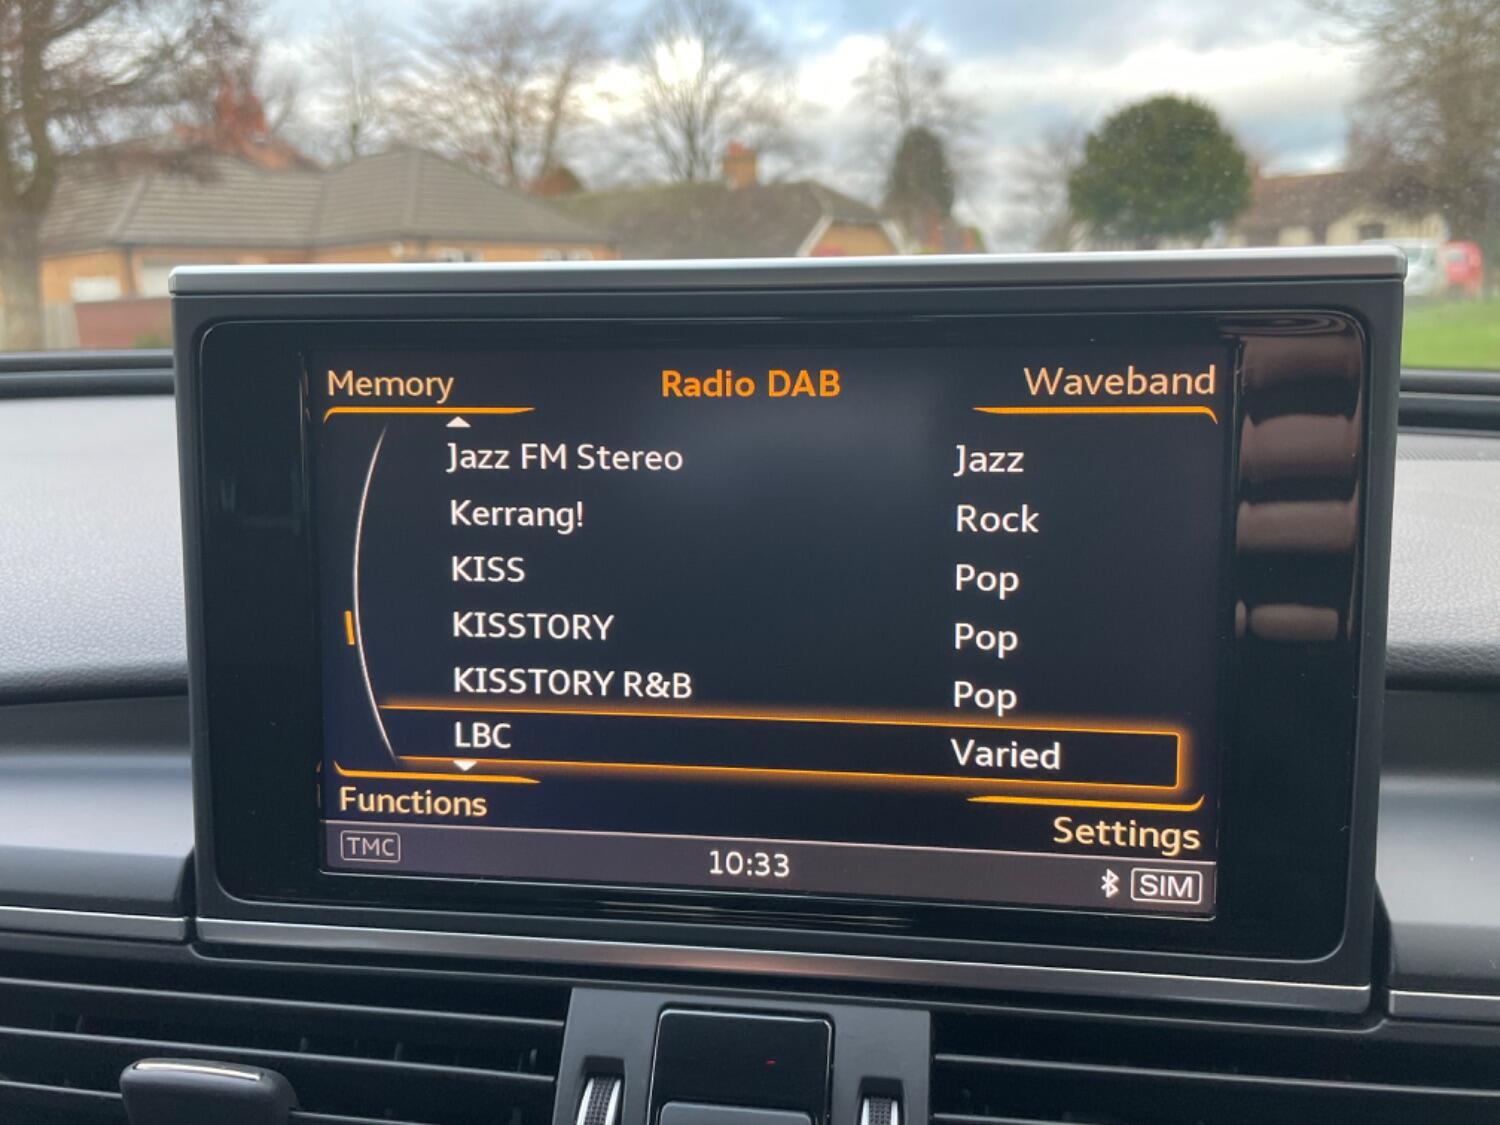 Memory Radio DAB Waveband
Jazz FM Stereo Jazz
Kerrang! Rock
KISS Pop
KISSTORY Pop
KISSTORY R&B Pop
LBC Varied
Functions Settings
TMC 10:33 SIM